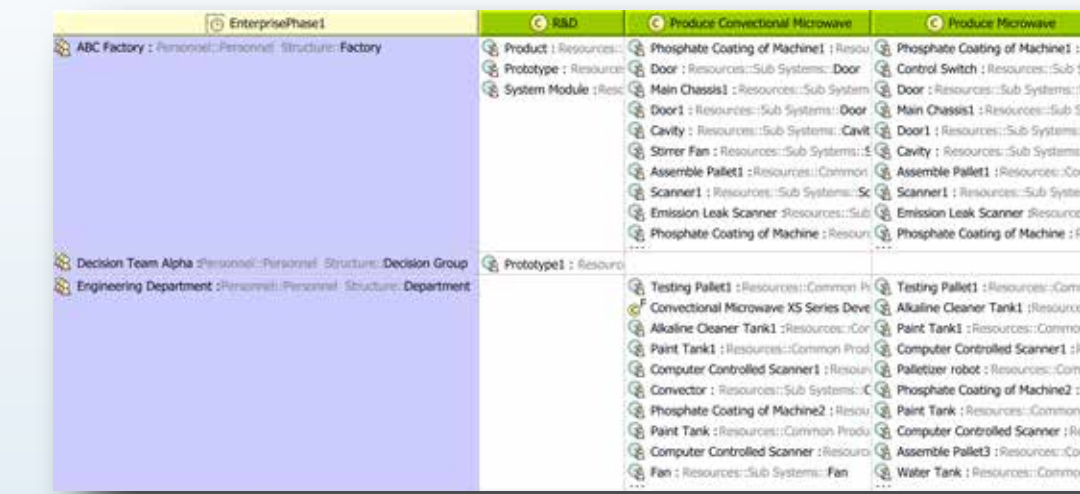 EnterprisePhase1 R&D Produce Convectional Microwave Produce Microwave
ABC Factory : Personnel::Personnel Structure::Factory Product : Resources:: Phosphate Coating of Machine1 : Resou Phosphate Coating of Machine1 :
Prototype : Resource Door : Resources::Sub Systems::Door Control Switch : Resources::Sub S
System Module :Reso Main Chassis1 : Resources::Sub System Door : Resources::Sub Systems::
Door1 : Resources::Sub Systems::Door Main Chassis1 : Resources::Sub S
Cavity : Resources::Sub Systems::Cavit Door1 : Resources::Sub Systems:
Stirrer Fan : Resources::Sub Systems::S Cavity : Resources::Sub Systems
Assemble Pallet1 :Resources::Common Assemble Pallet1 :Resources::Co
Scanner1 : Resources::Sub Systems::Sc Scanner1 : Resources::Sub Syste
Emission Leak Scanner :Resources::Sub Emission Leak Scanner :Resource
Phosphate Coating of Machine : Resourc Phosphate Coating of Machine :
... ...
Decision Team Alpha :Personnel::Personnel Structure::Decision Group Prototype1 : Resourc
Engineering Department :Personnel::Personnel Structure::Department Testing Pallet1 : Resources::Common Testing Pallet1 : Resources::Com
Convectional Microwave XS Series Deve Alkaline Cleaner Tank1 :Resource
Alkaline Cleaner Tank1 :Resources::Cor Paint Tank1 : Resources::Commo
Paint Tank1 : Resources::Common Prod Computer Controlled Scanner1 :
Computer Controlled Scanner1 : Resour Palletizer robot : Resources::Com
Convector : Resources::Sub Systems::C Phosphate Coating of Machine2 :
Phosphate Coating of Machine2 : Resou Paint Tank : Resources::Common
Paint Tank : Resources::Common Produ Computer Controlled Scanner : Re
Computer Controlled Scanner : Resourc Assemble Pallet3 : Resources::Co
Fan : Resources::Sub Systems::Fan Water Tank : Resources::Commo
... ...